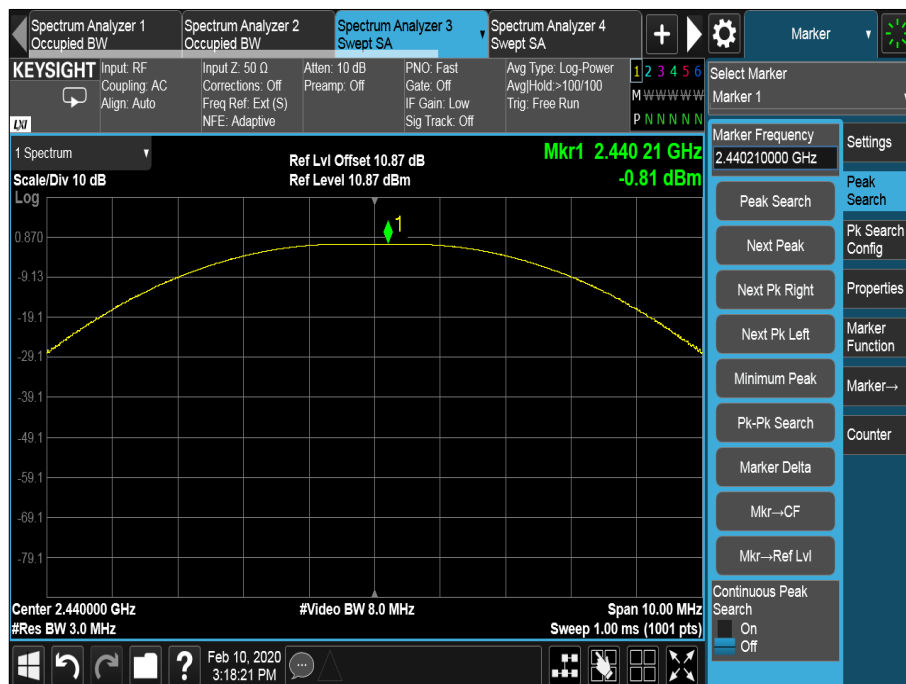 Spectrum Analyzer 1
Occupied BW
Spectrum Analyzer 2
Occupied BW
Spectrum Analyzer 3
Swept SA
Spectrum Analyzer 4
Swept SA
+
Marker
KEYSIGHT
LXI
Input: RF
Coupling: AC
Align: Auto
Input Z: 50 Ω
Corrections: Off
Freq Ref: Ext (S)
NFE: Adaptive
Atten: 10 dB
Preamp: Off
PNO: Fast
Gate: Off
IF Gain: Low
Sig Track: Off
Avg Type: Log-Power
Avg|Hold:>100/100
Trig: Free Run
1 2 3 4 5 6
M W W W W W W
P N N N N N
Select Marker
Marker 1
1 Spectrum
Scale/Div 10 dB
Log
Ref Lvl Offset 10.87 dB
Ref Level 10.87 dBm
Mkr1 2.440 21 GHz
-0.81 dBm
1
0.870
-9.13
-19.1
-29.1
-39.1
-49.1
-59.1
-69.1
-79.1
Center 2.440000 GHz
#Res BW 3.0 MHz
#Video BW 8.0 MHz
Span 10.00 MHz
Sweep 1.00 ms (1001 pts)
Marker Frequency
2.440210000 GHz
Peak Search
Next Peak
Next Pk Right
Next Pk Left
Minimum Peak
Pk-Pk Search
Marker Delta
Mkr→CF
Mkr→Ref Lvl
Continuous Peak
Search
On
Off
Settings
Peak
Search
Pk Search
Config
Properties
Marker
Function
Marker→
Counter
?
Feb 10, 2020
3:18:21 PM